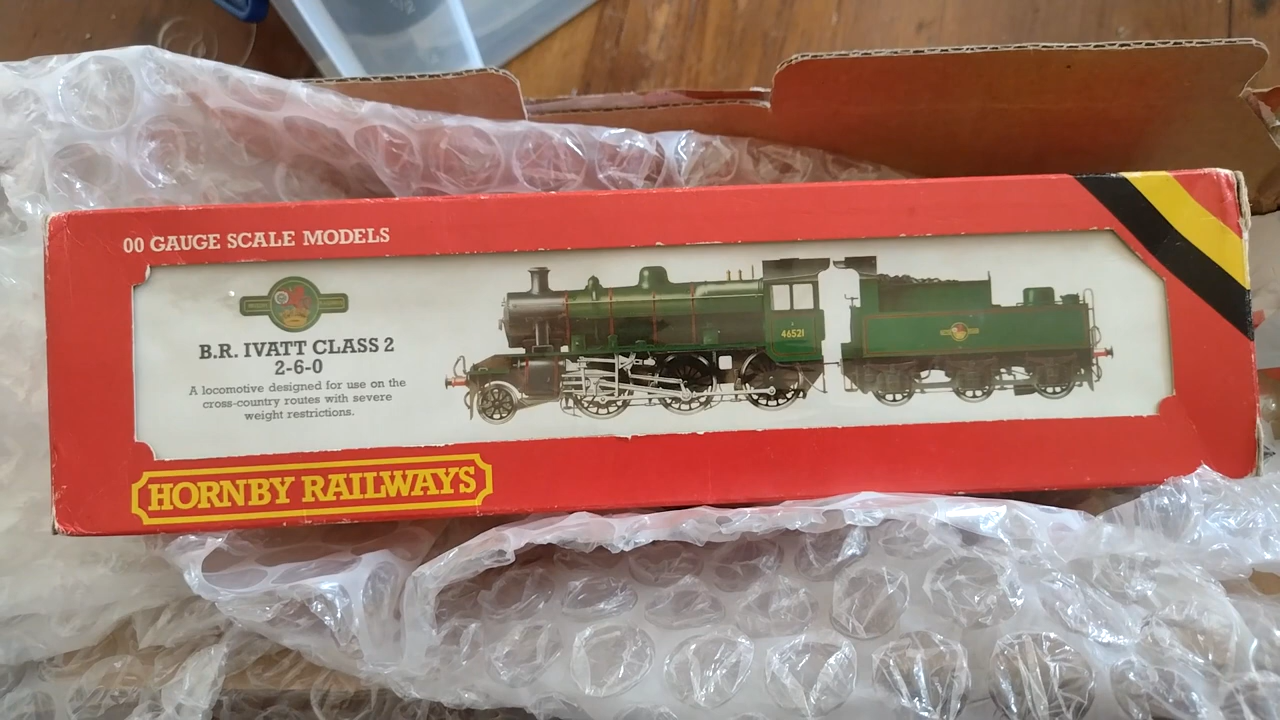 00 GAUGE SCALE MODELS
B.R. IVATT CLASS 2
2-6-0
A locomotive designed for use on the
cross-country routes with severe
weight restrictions.
46521
HORNBY RAILWAYS